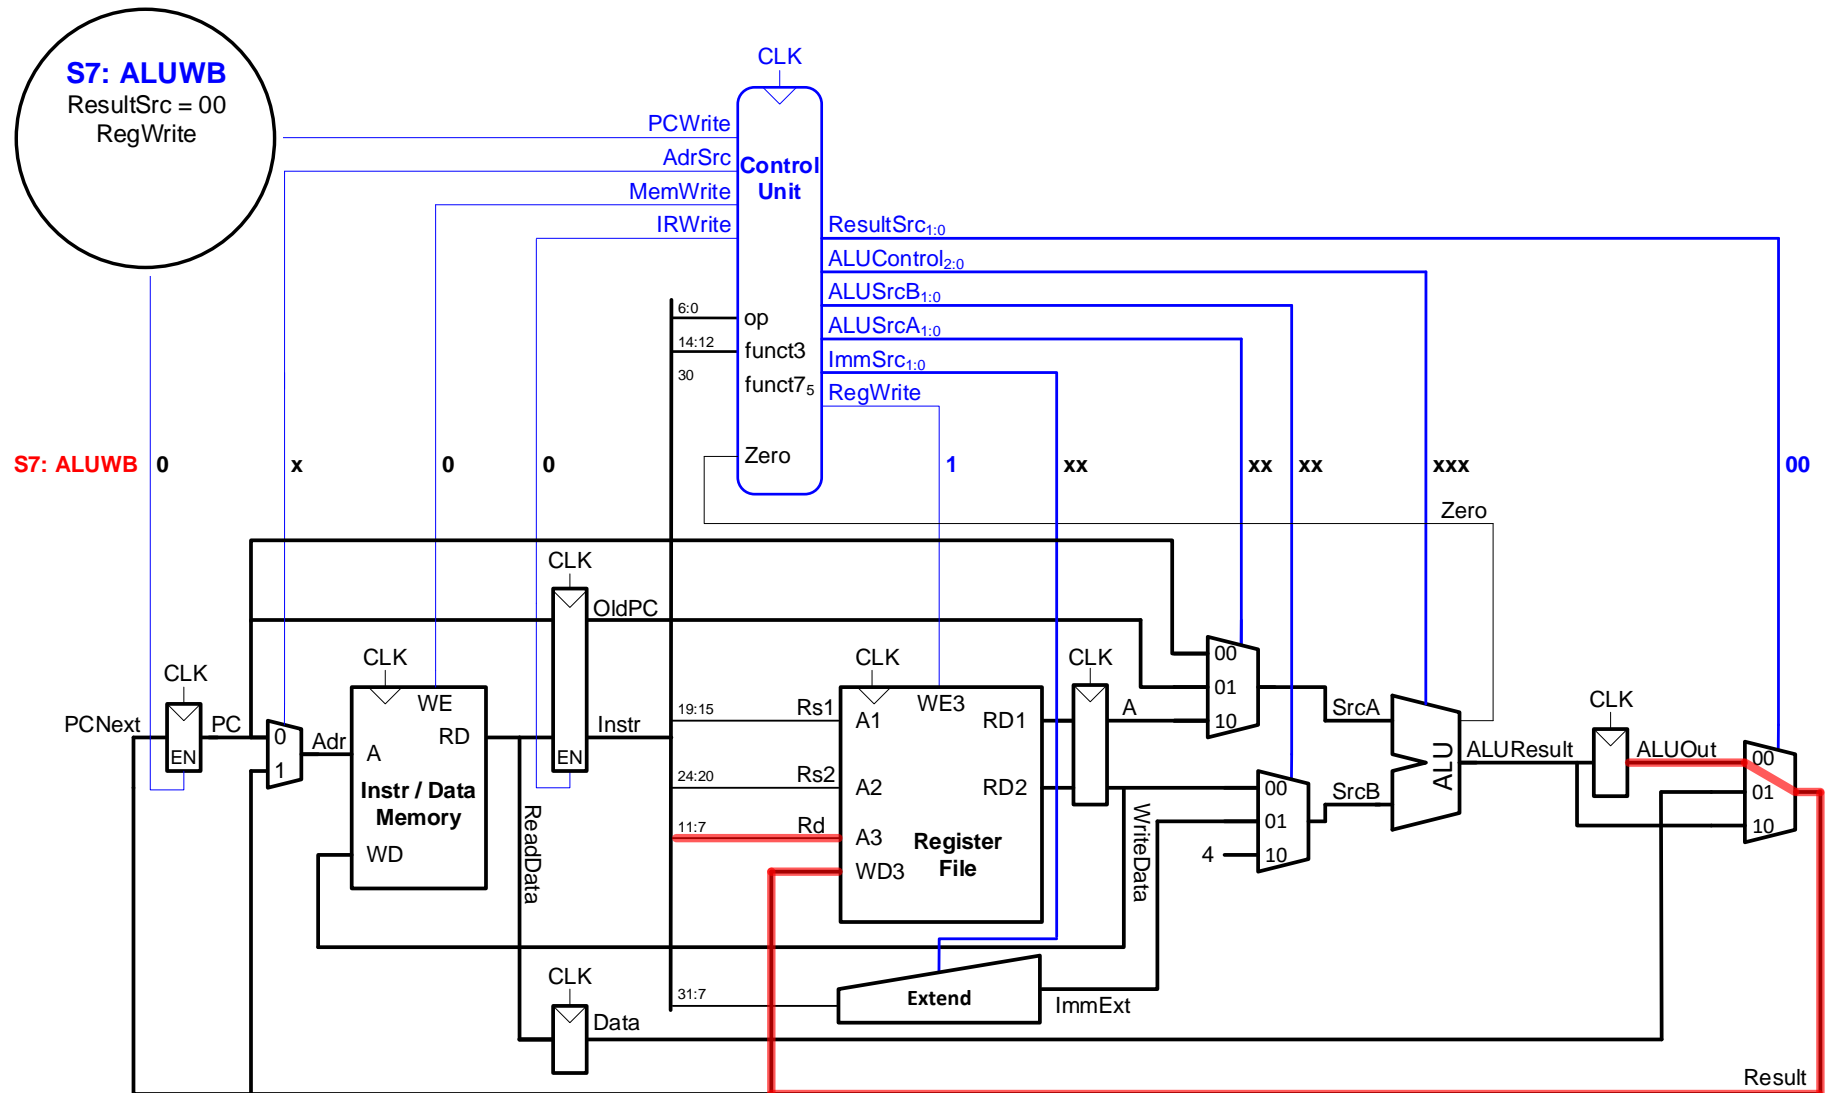 S7: ALUWB
ResultSrc = 00
RegWrite
CLK
PCWrite
AdrSrc
MemWrite
IRWrite
Control
Unit
ResultSrc1:0
ALUControl2:0
ALUSrcB1:0
ALUSrcA1:0
ImmSrc1:0
RegWrite
6:0
op
14:12
funct3
30
funct75
Zero
S7: ALUWB
0
x
0
0
1
xx
xx
xx
xxx
00
Zero
CLK
OldPC
CLK
CLK
CLK
CLK
CLK
PCNext
EN
PC
0
1
Adr
WE
A
RD
Instr / Data
Memory
WD
EN
Instr
ReadData
19:15
Rs1
A1
WE3
RD1
24:20
Rs2
A2
RD2
11:7
Rd
A3
WD3
Register
File
A
WriteData
00
01
10
SrcA
00
01
4
10
SrcB
ALU
ALUResult
ALUOut
00
01
10
31:7
Extend
ImmExt
CLK
Data
Result